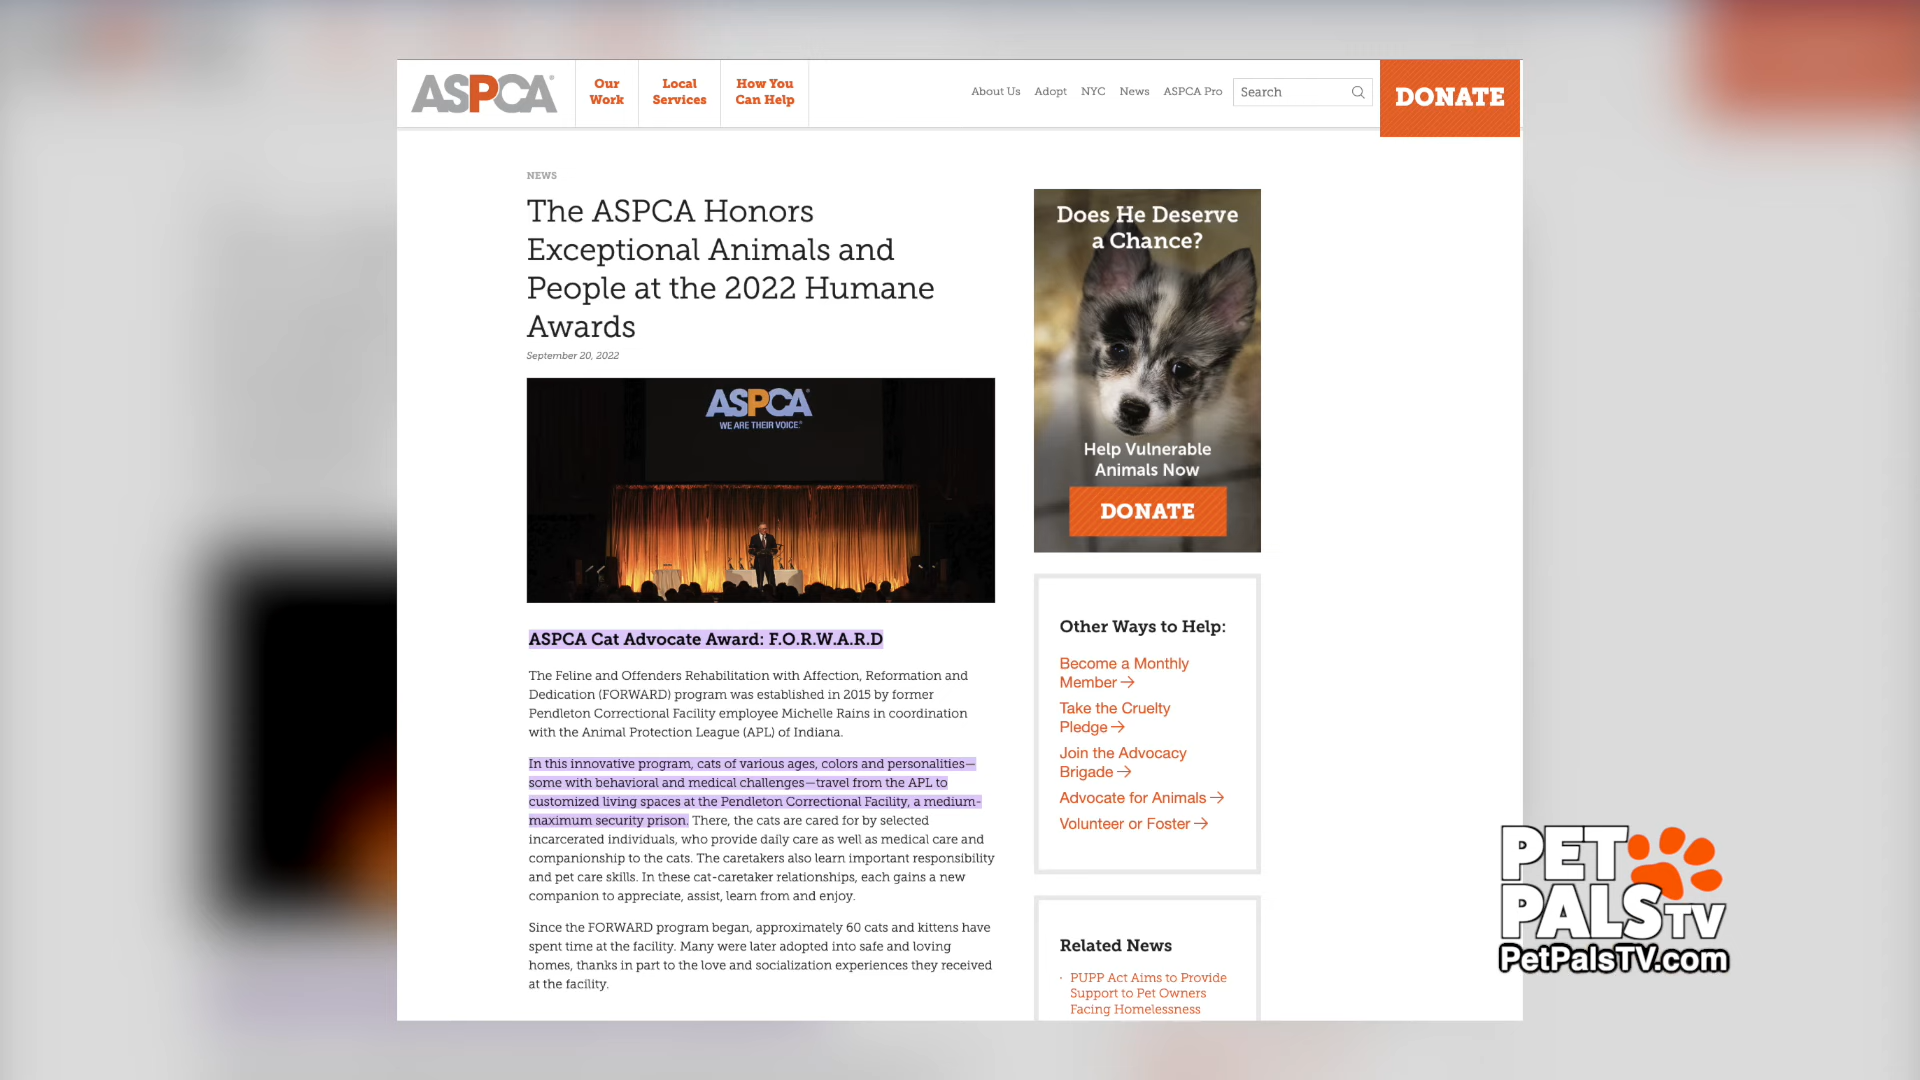 ASPCA
Our
Work
Local
Services
How You
Can Help
About Us
Adopt
NYC
News
ASPCA Pro
Search
DONATE
NEWS
The ASPCA Honors
Exceptional Animals and
People at the 2022 Humane
Awards
September 20, 2022
ASPCA
WE ARE THEIR VOICE.
ASPCA Cat Advocate Award: F.O.R.W.A.R.D
The Feline and Offenders Rehabilitation with Affection, Reformation and
Dedication (FORWARD) program was established in 2015 by former
Pendleton Correctional Facility employee Michelle Rains in coordination
with the Animal Protection League (APL) of Indiana.
In this innovative program, cats of various ages, colors and personalities—
some with behavioral and medical challenges—travel from the APL to
customized living spaces at the Pendleton Correctional Facility, a medium-
maximum security prison. There, the cats are cared for by selected
incarcerated individuals, who provide daily care as well as medical care and
companionship to the cats. The caretakers also learn important responsibility
and pet care skills. In these cat-caretaker relationships, each gains a new
companion to appreciate, assist, learn from and enjoy.
Since the FORWARD program began, approximately 60 cats and kittens have
spent time at the facility. Many were later adopted into safe and loving
homes, thanks in part to the love and socialization experiences they received
at the facility.
Does He Deserve
a Chance?
Help Vulnerable
Animals Now
DONATE
Other Ways to Help:
Become a Monthly
Member →
Take the Cruelty
Pledge →
Join the Advocacy
Brigade →
Advocate for Animals →
Volunteer or Foster →
Related News
· PUPP Act Aims to Provide
Support to Pet Owners
Facing Homelessness
PET
PALS TV
PetPalsTV.com